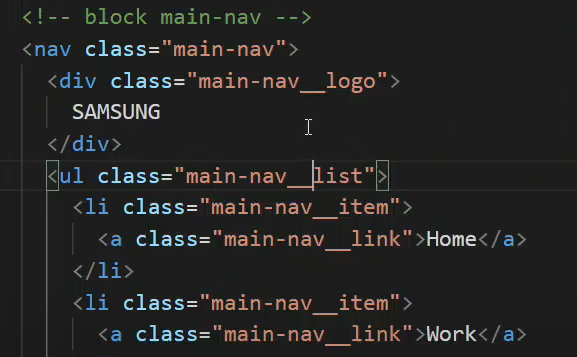 <!-- block main-nav -->
<nav class="main-nav">
<div class="main-nav__logo">
SAMSUNG
</div>
<ul class="main-nav__list">
<li class="main-nav__item">
<a class="main-nav__link">Home</a>
</li>
<li class="main-nav__item">
<a class="main-nav__link">Work</a>